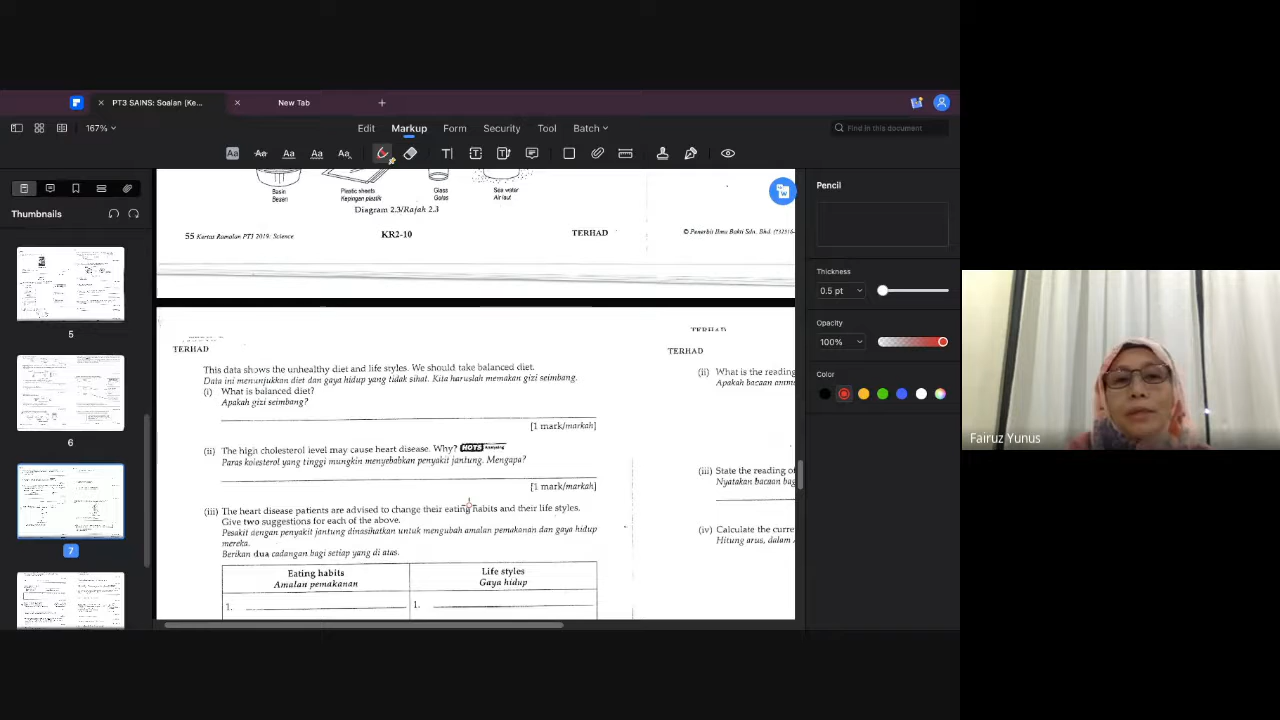 PT3 SAINS: Soalan (Ke...
New Tab
167%
Edit
Markup
Form
Security
Tool
Batch
Find in this document
Thumbnails
5
6
7
Basin
Besen
Plastic sheets
Kepingan plastik
Glass
Gelas
Sea water
Air laut
Diagram 2.3/Rajah 2.3
55 Kertas Ramalan PT3 2019: Science
KR2-10
TERHAD
© Penerbit Ilmu Bakti Sdn. Bhd. (732516-
TERHAD
This data shows the unhealthy diet and life styles. We should take balanced diet.
Data ini menunjukkan diet dan gaya hidup yang tidak sihat. Kita haruslah memakan gizi seimbang.
(i) What is balanced diet?
Apakah gizi seimbang?
[1 mark/markah]
(ii) The high cholesterol level may cause heart disease. Why? HOTS
Paras kolesterol yang tinggi mungkin menyebabkan penyakit jantung. Mengapa?
[1 mark/markah]
(iii) The heart disease patients are advised to change their eating habits and their life styles.
Give two suggestions for each of the above.
Pesakit dengan penyakit jantung dinasihatkan untuk mengubah amalan pemakanan dan gaya hidup
mereka.
Berikan dua cadangan bagi setiap yang di atas.
Eating habits
Amalan pemakanan
Life styles
Gaya hidup
1.
1.
TERHAD
TERHAD
(ii) What is the reading
Apakah bacaan amm
(iii) State the reading of
Nyatakan bacaan bag
(iv) Calculate the curre
Hitung arus, dalam
Pencil
Thickness
0.5 pt
Opacity
100%
Color
Fairuz Yunus